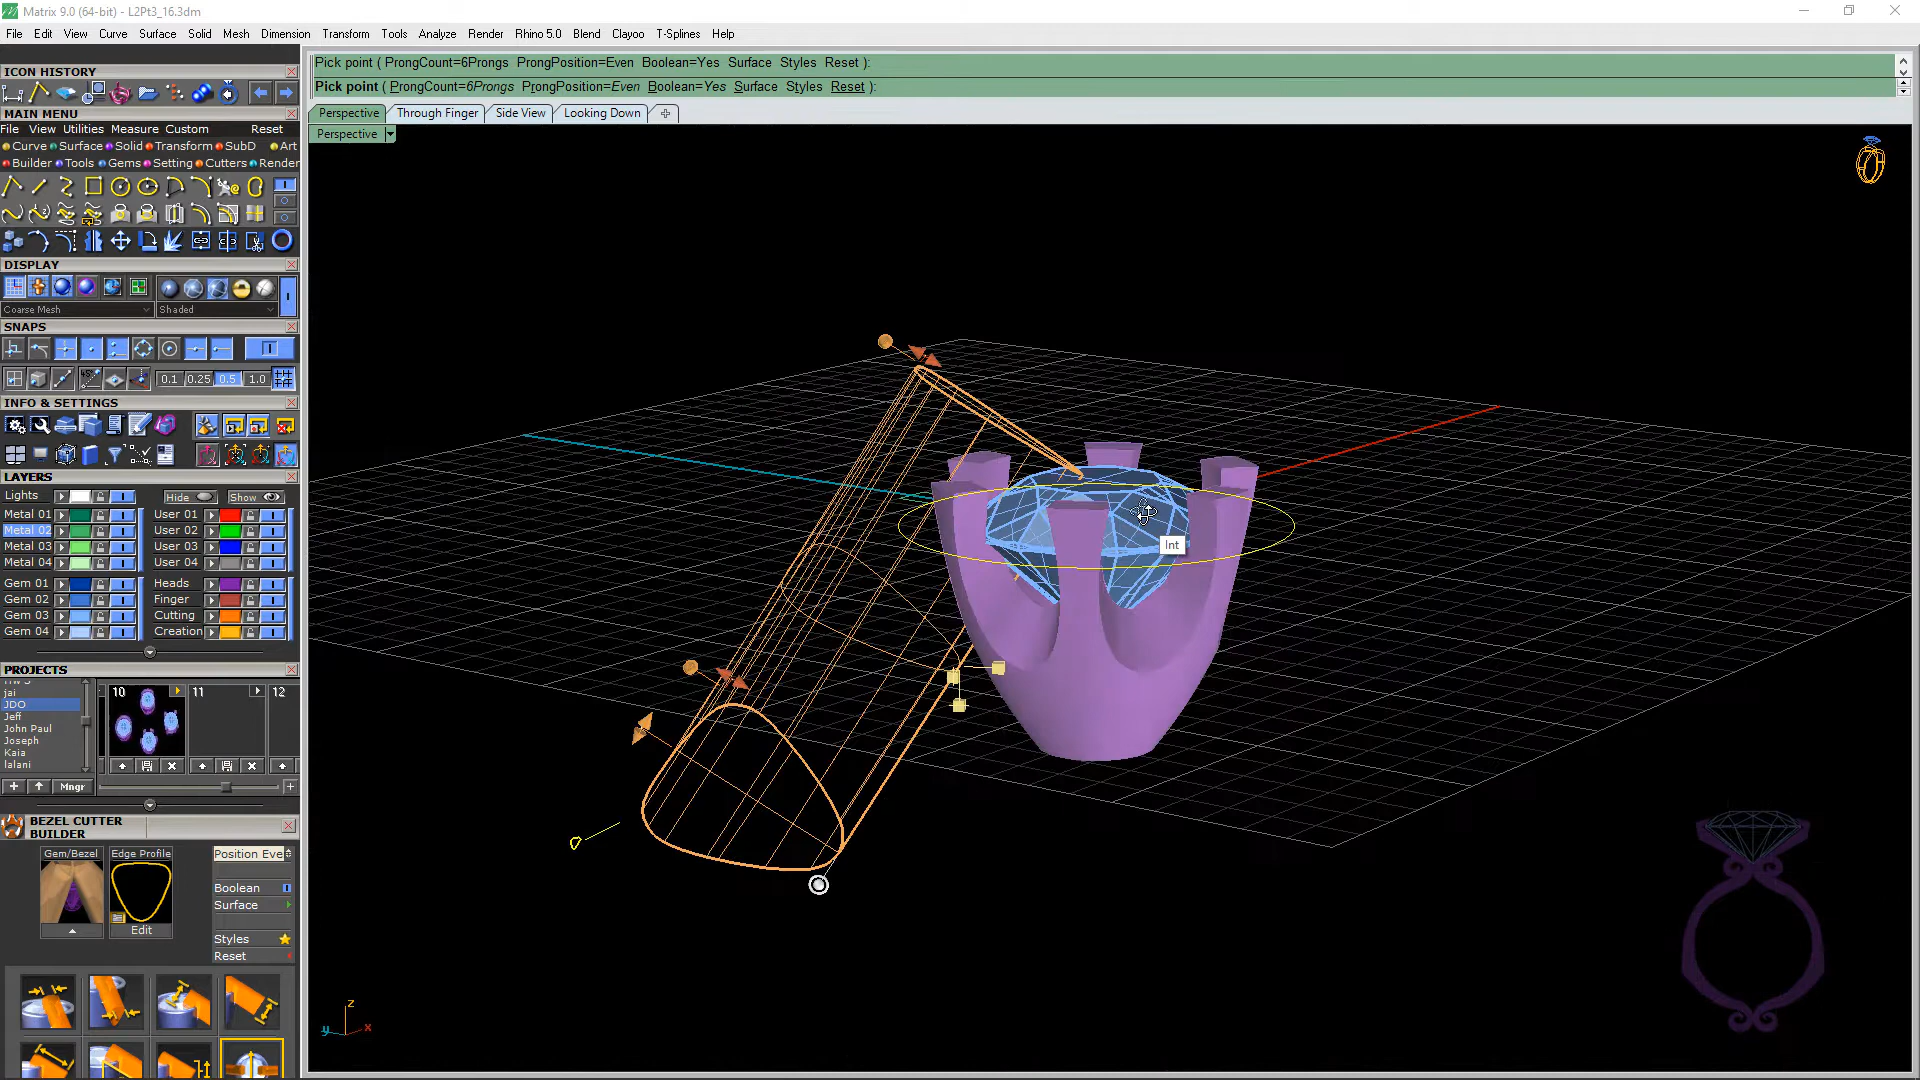 Matrix 9.0 (64-bit) - L2Pt3_16.3dm
File Edit View Curve Surface Solid Mesh Dimension Transform Tools Analyze Render Rhino 5.0 Blend Clayoo T-Splines Help
ICON HISTORY
Pick point ( ProngCount=6Prongs ProngPosition=Even Boolean=Yes Surface Styles Reset ):
Pick point ( ProngCount=6Prongs ProngPosition=Even Boolean=Yes Surface Styles Reset ):
MAIN MENU
Perspective Through Finger Side View Looking Down
File View Utilities Measure Custom Reset
Perspective
Curve Surface Solid Transform SubD Art
Builder Tools Gems Setting Cutters Render
DISPLAY
Coarse Mesh Shaded
SNAPS
0.1 0.25 0.5 1.0
INFO & SETTINGS
LAYERS
Lights Hide Show
Metal 01 User 01
Metal 02 User 02
Metal 03 User 03
Metal 04 User 04
Gem 01 Heads
Gem 02 Finger
Gem 03 Cutting
Gem 04 Creation
Int
PROJECTS
jai
JDO
Jeff
John Paul
Joseph
Kaia
lalani
10 11 12
Mngr
BEZEL CUTTER
BUILDER
Gem/Bezel Edge Profile Position Eve
Boolean
Surface
Edit
Styles
Reset
z
y x